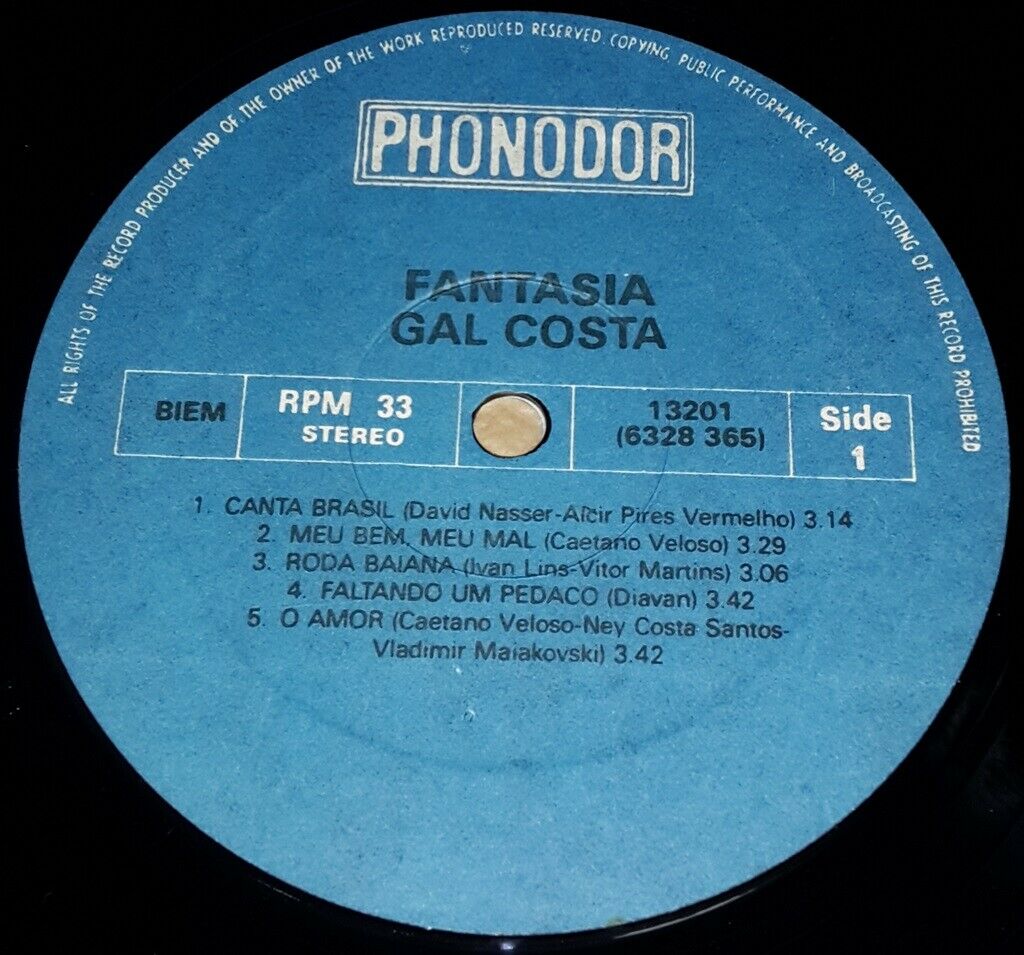 ALL RIGHTS OF THE RECORD PRODUCER AND OF THE OWNER OF THE WORK REPRODUCED RESERVED. COPYING, PUBLIC PERFORMANCE AND BROADCASTING OF THIS RECORD PROHIBITED
PHONODOR
FANTASIA
GAL COSTA
BIEM
RPM 33
STEREO
13201
(6328 365)
Side
1
1. CANTA BRASIL (David Nasser-Alcir Pires Vermelho) 3.14
2. MEU BEM, MEU MAL (Caetano Veloso) 3.29
3. RODA BAIANA (Ivan Lins-Vitor Martins) 3.06
4. FALTANDO UM PEDACO (Diavan) 3.42
5. O AMOR (Caetano Veloso-Ney Costa Santos-
Vladimir Maiakovski) 3.42